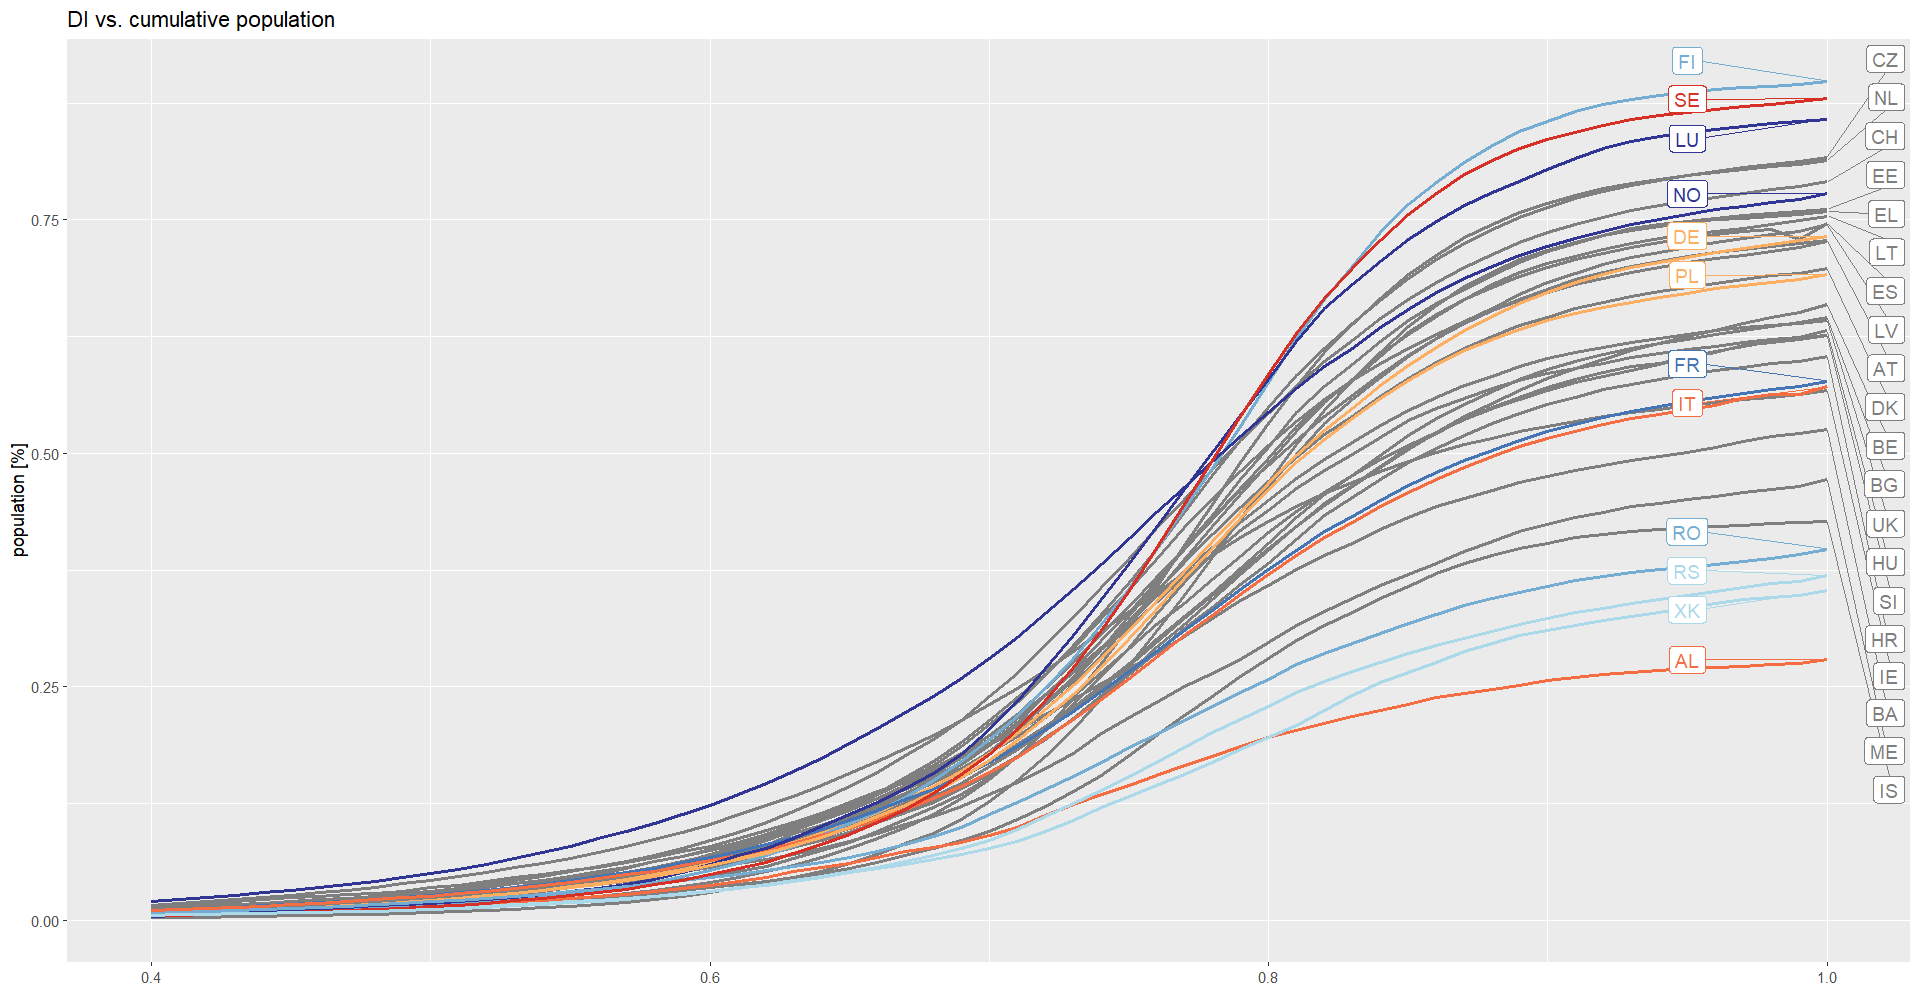 DI vs. cumulative population
population [%]
0.75
0.50
0.25
0.00
0.4
0.6
0.8
1.0
FI
SE
LU
NO
DE
PL
FR
IT
RO
RS
XK
AL
CZ
NL
CH
EE
EL
LT
ES
LV
AT
DK
BE
BG
UK
HU
SI
HR
IE
BA
ME
IS